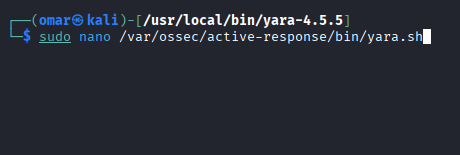 ┌──(omar㉿kali)-[/usr/local/bin/yara-4.5.5]
└─$ sudo nano /var/ossec/active-response/bin/yara.sh